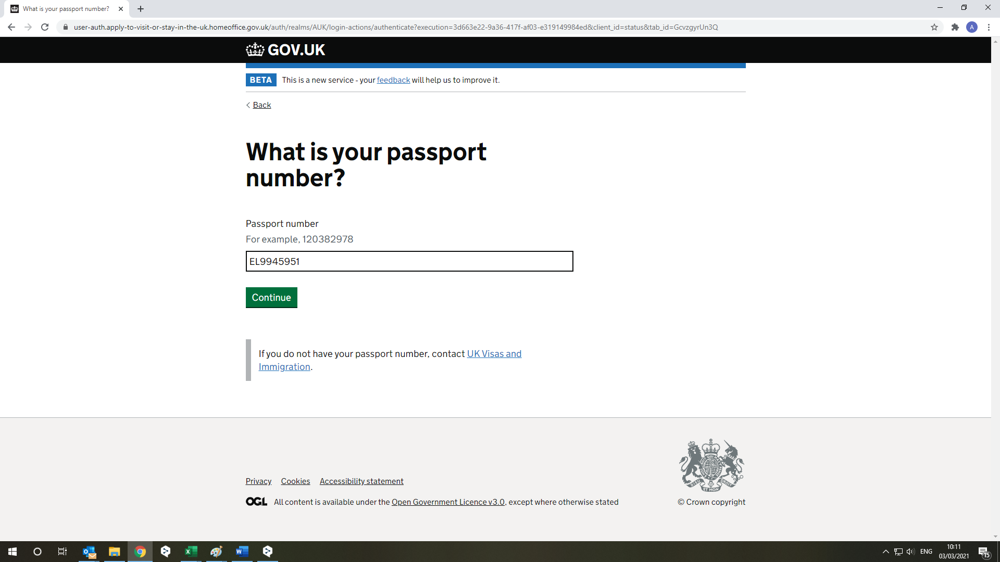 What is your passport number?
user-auth.apply-to-visit-or-stay-in-the-uk.homeoffice.gov.uk/auth/realms/AUK/login-actions/authenticate?execution=3d663e22-9a36-417f-af03-e319149984ed&client_id=status&tab_id=GcvzgyrUn3Q
A
GOV.UK
BETA This is a new service - your feedback will help us to improve it.
Back
What is your passport
number?
Passport number
For example, 120382978
EL9945951
Continue
If you do not have your passport number, contact UK Visas and
Immigration.
Privacy Cookies Accessibility statement
DIEU ET MON DROIT
OGL All content is available under the Open Government Licence v3.0, except where otherwise stated
© Crown copyright
ENG
10:11
03/03/2021
15